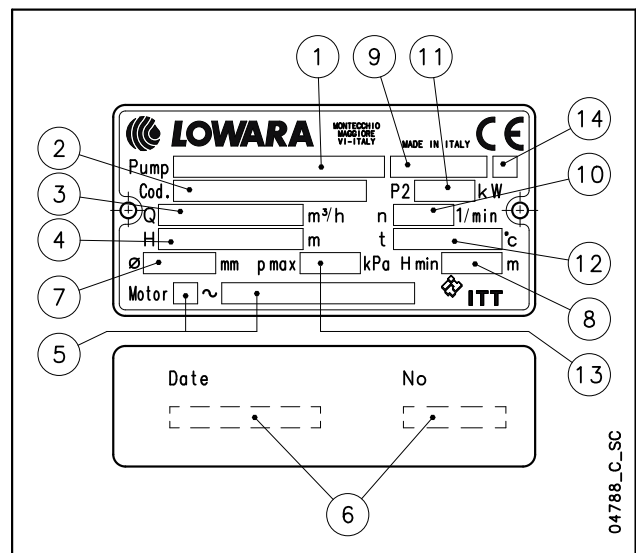 1 9 11
LOWARA MONTECCHIO MAGGIORE VI-ITALY MADE IN ITALY CE 14
2 Pump
Cod. P2 kW 10
3 Q m³/h n 1/min
4 H m t °c 12
7 ø mm p max kPa H min m 8
Motor ~ ITT
5 13
Date No
6
04788_C_SC